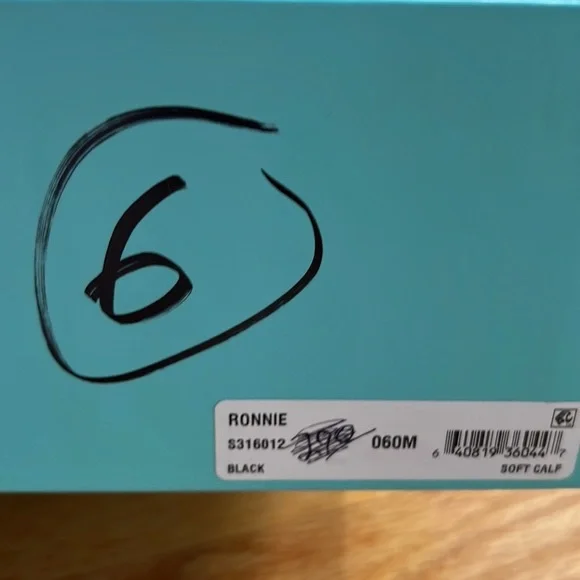 6
RONNIE
S316012 060M
BLACK
6 40819 36044 7
SOFT CALF